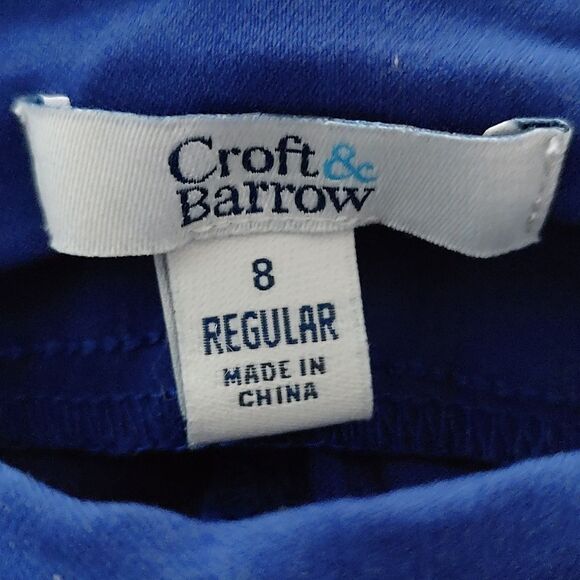 Croft &
Barrow
8
REGULAR
MADE IN
CHINA